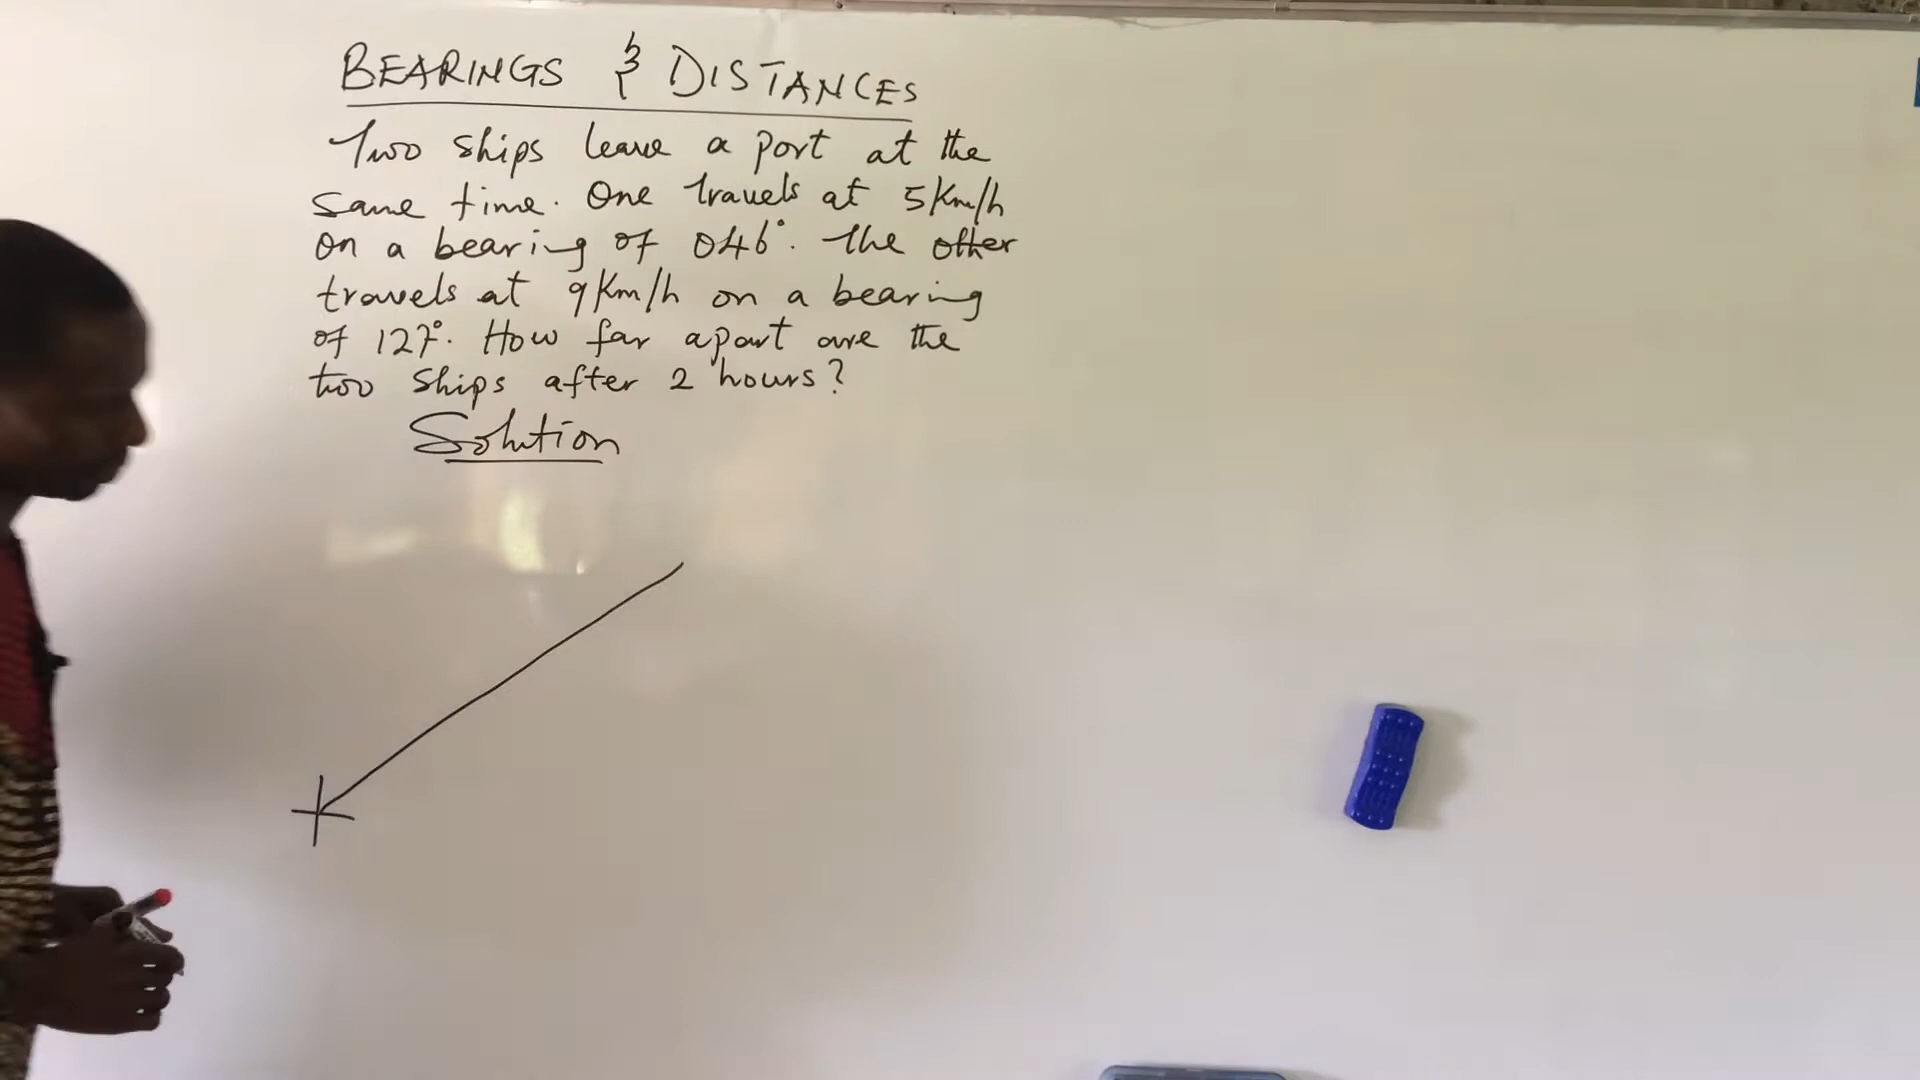 BEARINGS & DISTANCES
Two ships leave a port at the
same time. One travels at 5Km/h
on a bearing of 046°. The other
travels at 9Km/h on a bearing
of 127°. How far apart are the
two ships after 2 hours?
Solution